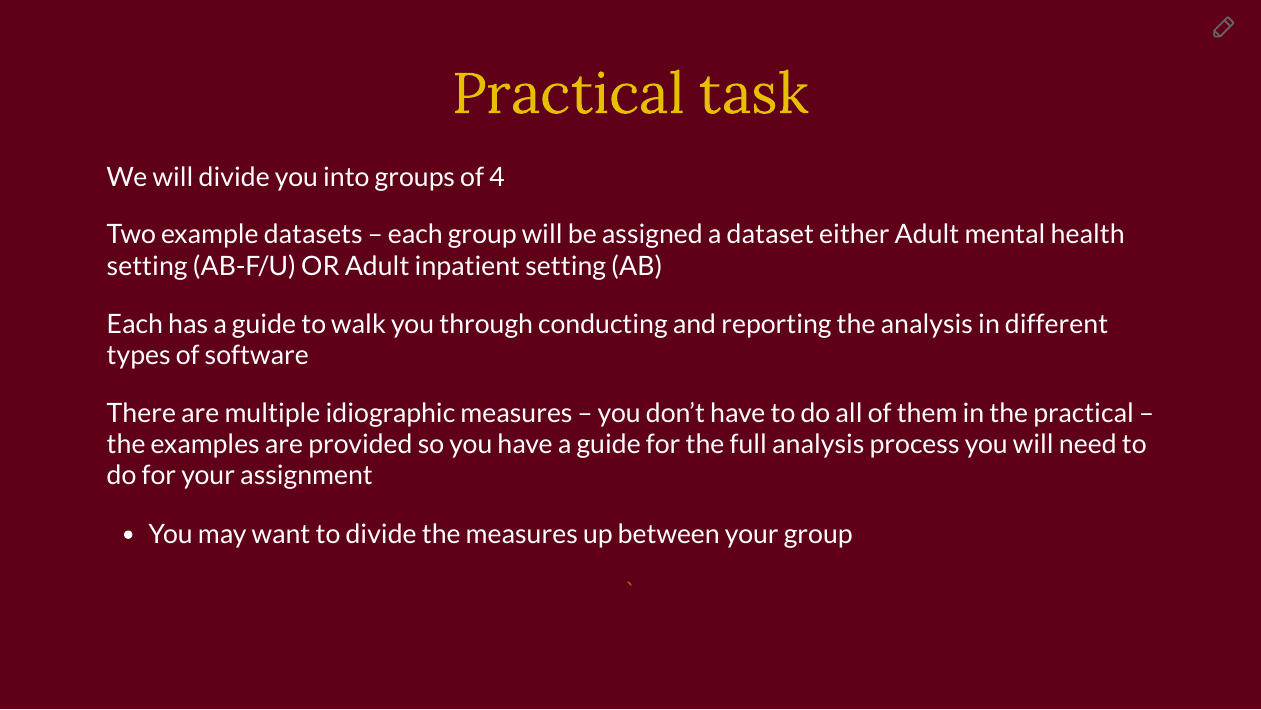 Practical task
We will divide you into groups of 4
Two example datasets – each group will be assigned a dataset either Adult mental health
setting (AB-F/U) OR Adult inpatient setting (AB)
Each has a guide to walk you through conducting and reporting the analysis in different
types of software
There are multiple idiographic measures – you don’t have to do all of them in the practical –
the examples are provided so you have a guide for the full analysis process you will need to
do for your assignment
• You may want to divide the measures up between your group
`